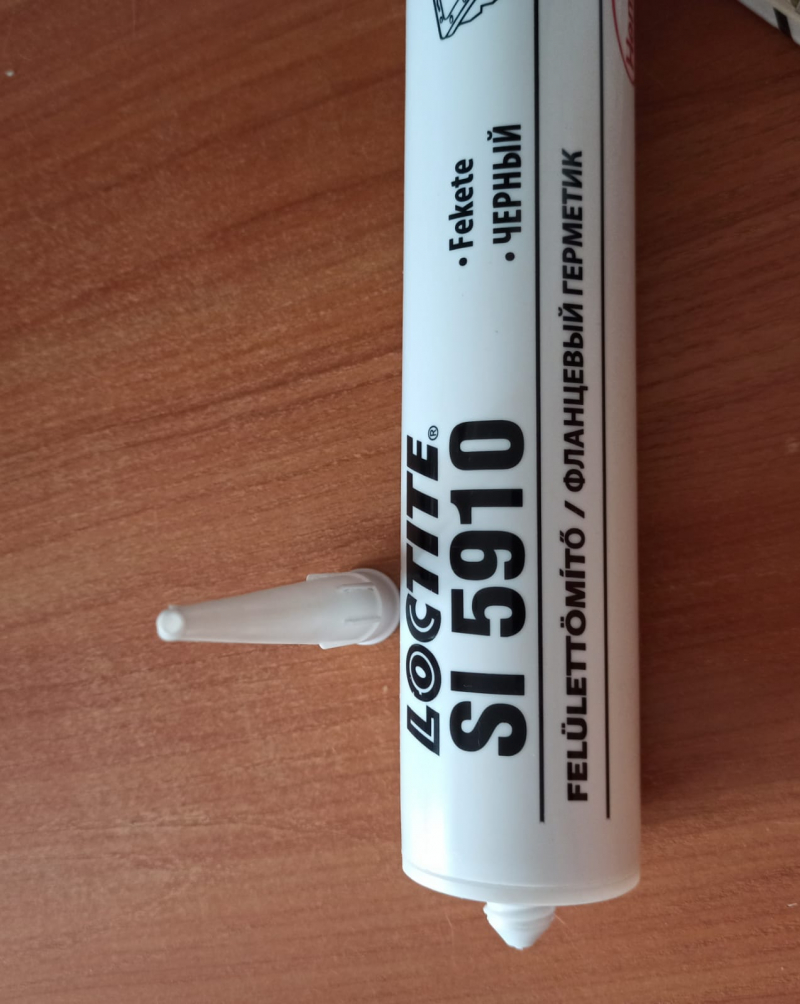 LOCTITE®
SI 5910
• Fekete
• ЧЕРНЫЙ
FELÜLETTÖMÍTŐ / ФЛАНЦЕВЫЙ ГЕРМЕТИК